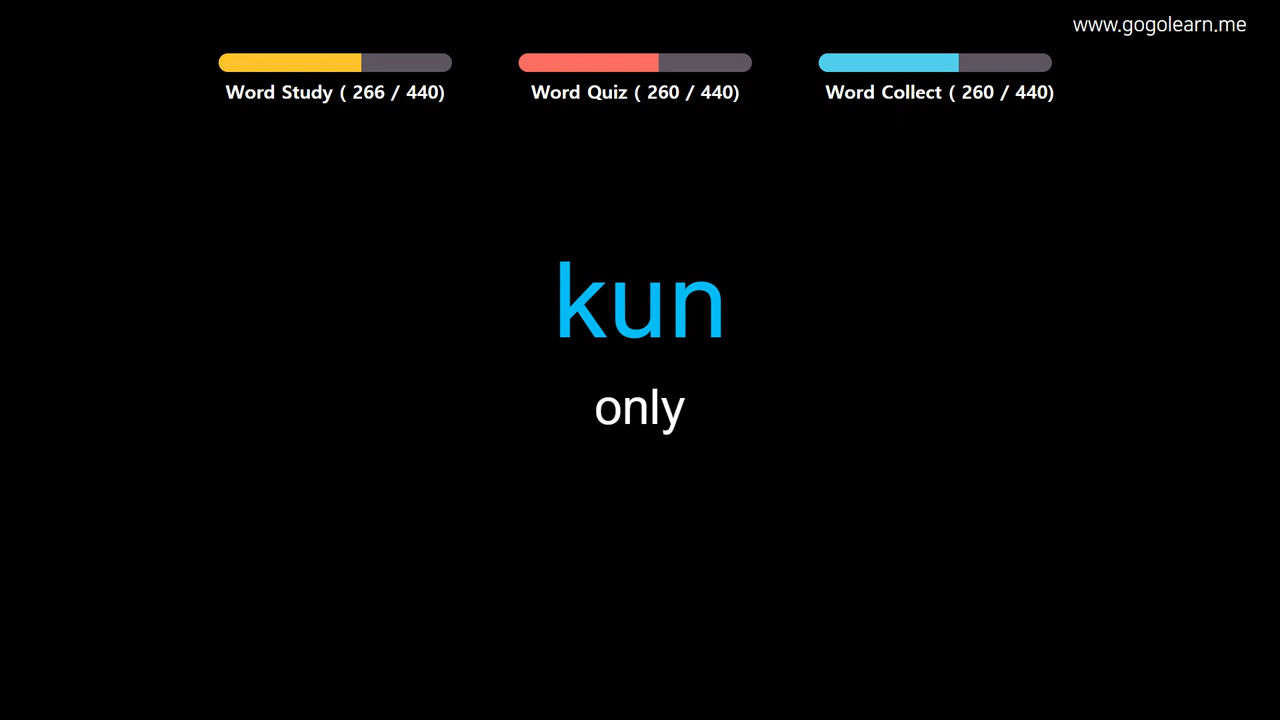 www.gogolearn.me
Word Study ( 266 / 440)
Word Quiz ( 260 / 440)
Word Collect ( 260 / 440)
kun
only